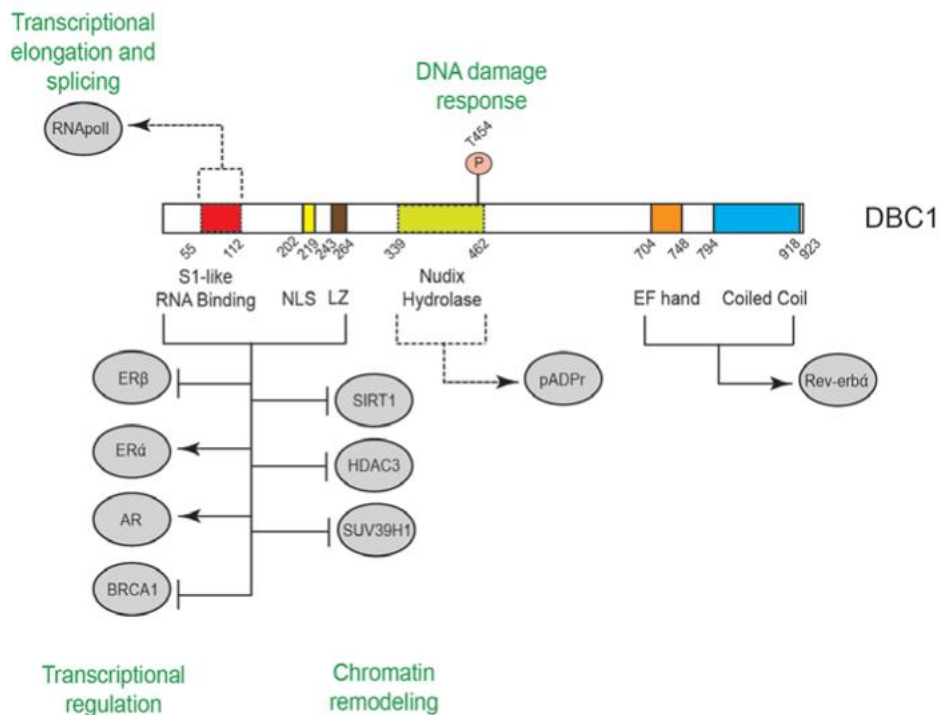 Transcriptional
elongation and
splicing
RNApolI
DNA damage
response
T454
P
DBC1
55
112
202
219
243
264
339
462
704
748
794
918
923
S1-like
RNA Binding
NLS
LZ
Nudix
Hydrolase
EF hand
Coiled Coil
ERβ
ERά
AR
BRCA1
SIRT1
HDAC3
SUV39H1
pADPr
Rev-erbά
Transcriptional
regulation
Chromatin
remodeling